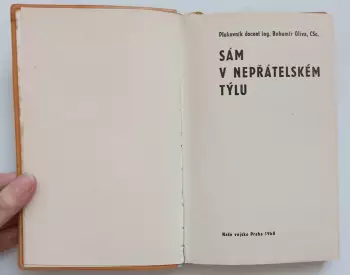 Plukovník docent ing. Bohumír Oliva, CSc.
SÁM
V NEPŘÁTELSKÉM
TÝLU
Naše vojsko Praha 1968